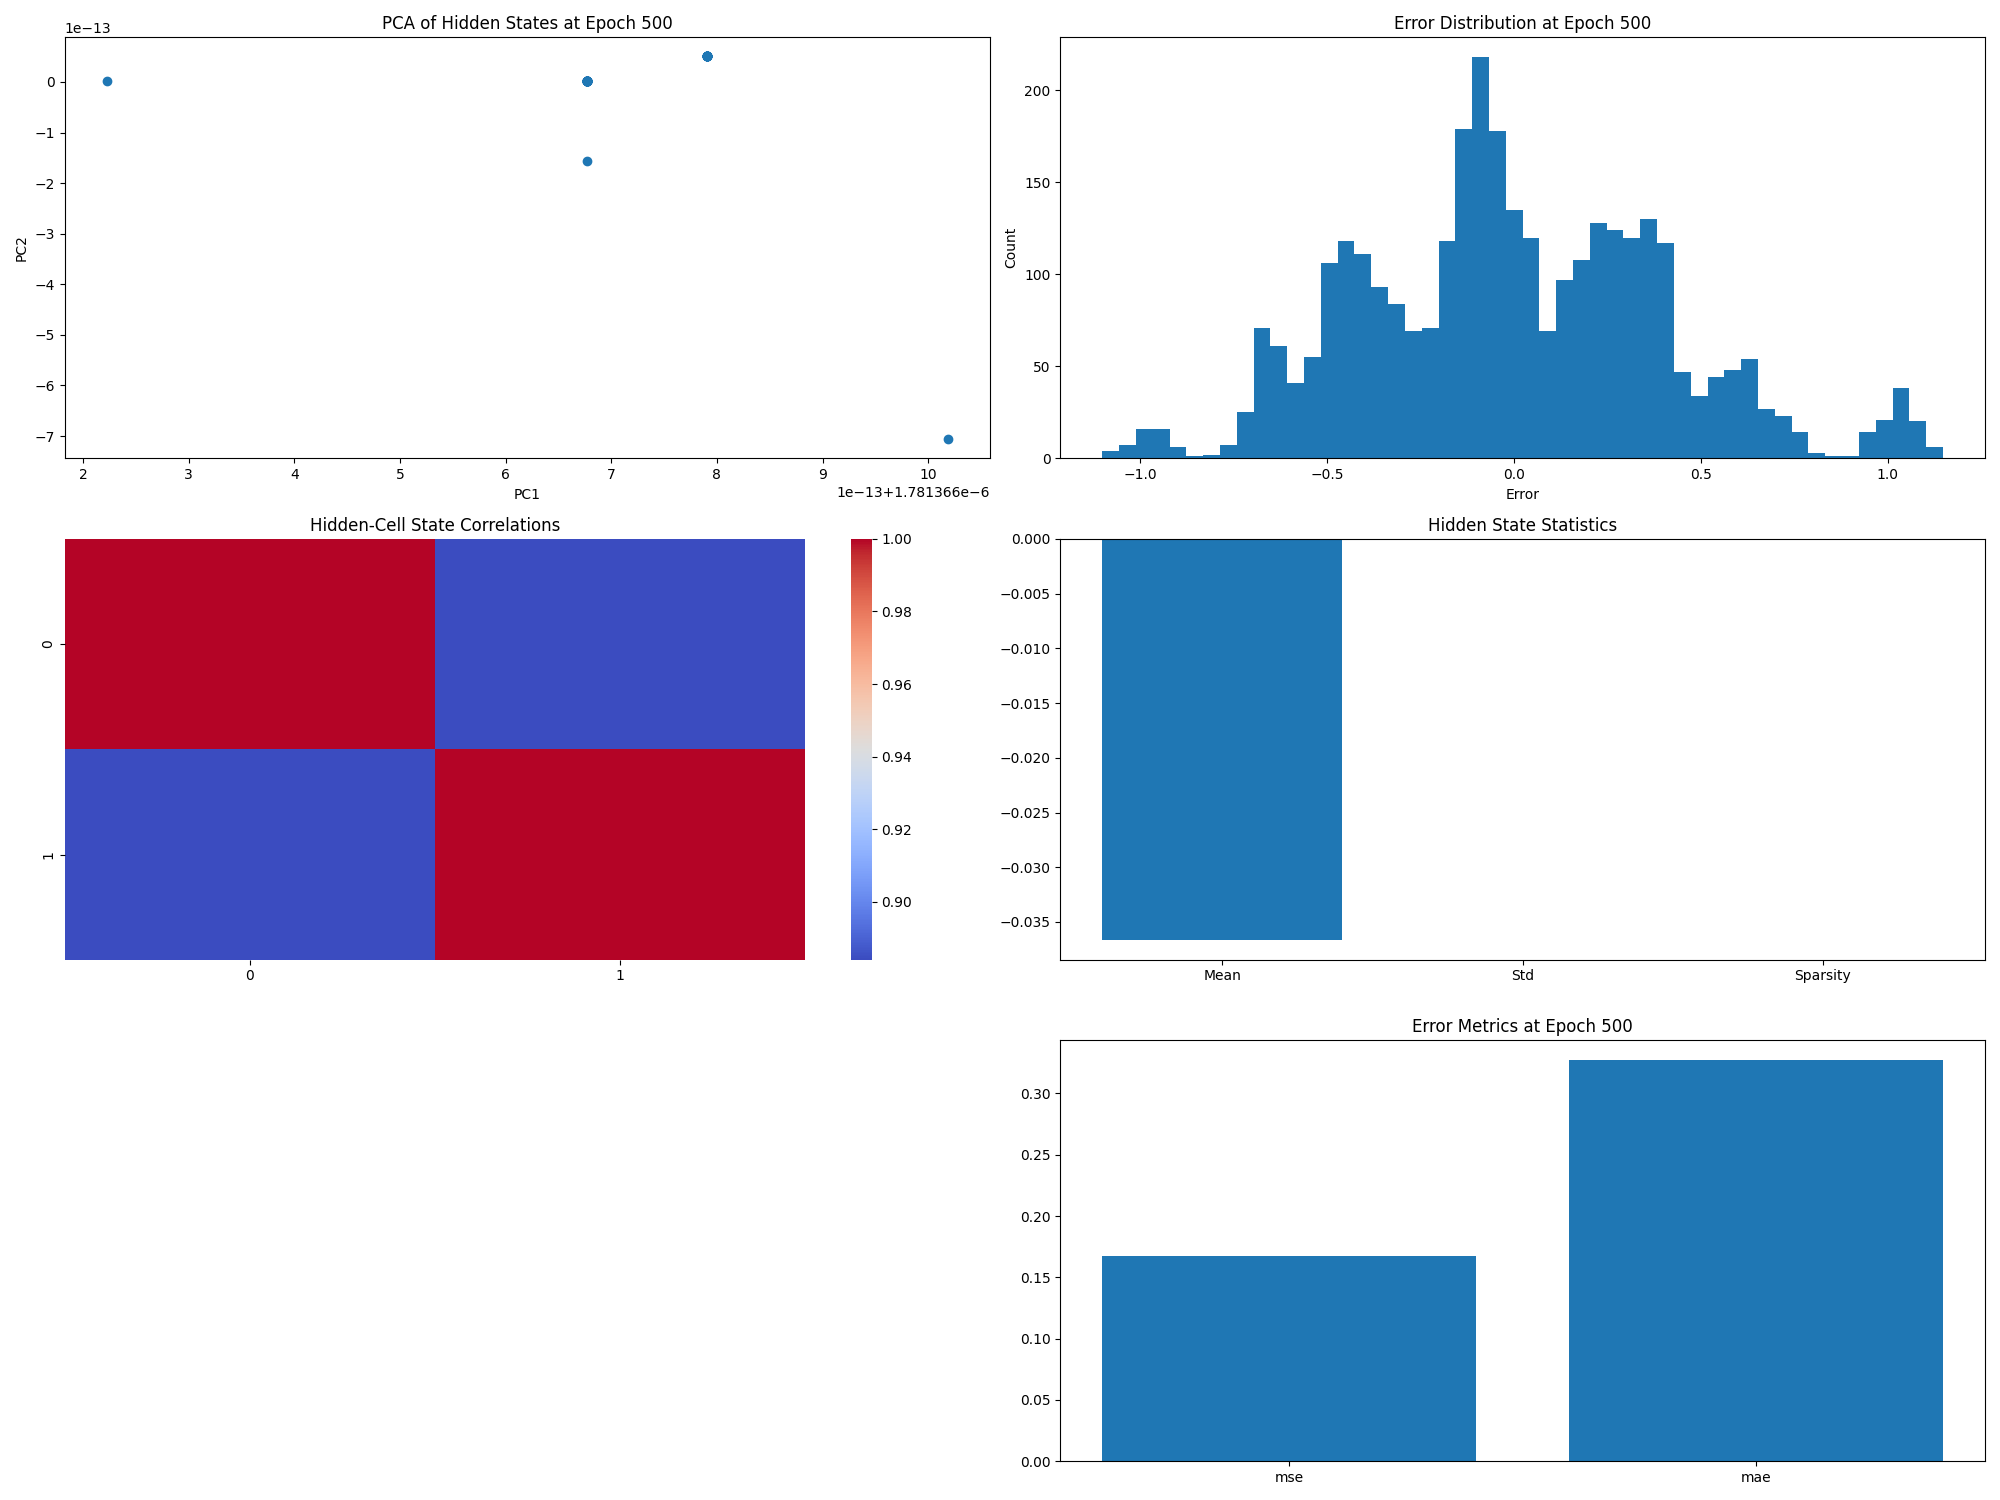 PCA of Hidden States at Epoch 500
1e−13
PC2
0
−1
−2
−3
−4
−5
−6
−7
2 3 4 5 6 7 8 9 10
PC1
1e−13+1.781366e−6
Error Distribution at Epoch 500
Count
200
150
100
50
0
−1.0 −0.5 0.0 0.5 1.0
Error
Hidden-Cell State Correlations
0
1
0 1
1.00
0.98
0.96
0.94
0.92
0.90
Hidden State Statistics
0.000
−0.005
−0.010
−0.015
−0.020
−0.025
−0.030
−0.035
Mean Std Sparsity
Error Metrics at Epoch 500
0.30
0.25
0.20
0.15
0.10
0.05
0.00
mse mae